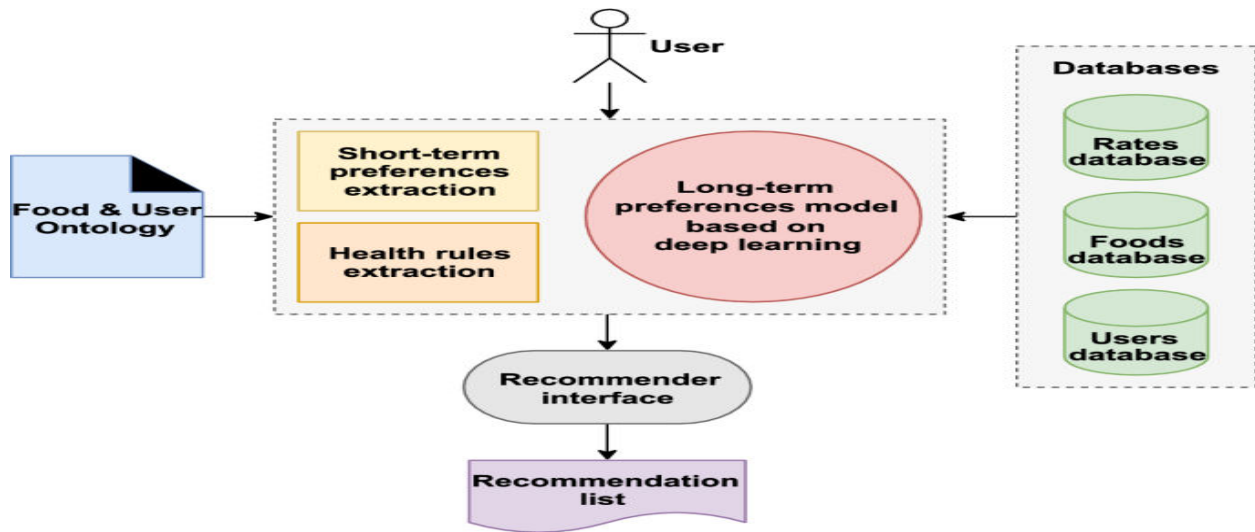 User
Databases
Rates
database
Foods
database
Users
database
Food & User
Ontology
Short-term
preferences
extraction
Health rules
extraction
Long-term
preferences model
based on
deep learning
Recommender
interface
Recommendation
list